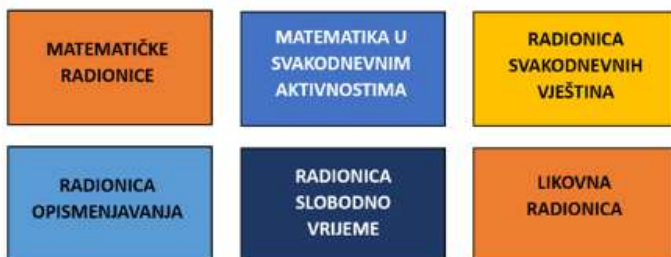 MATEMATIČKE
RADIONICE
MATEMATIKA U
SVAKODNEVNIM
AKTIVNOSTIMA
RADIONICA
SVAKODNEVNIH
VJEŠTINA
RADIONICA
OPISMENJAVANJA
RADIONICA
SLOBODNO
VRIJEME
LIKOVNA
RADIONICA